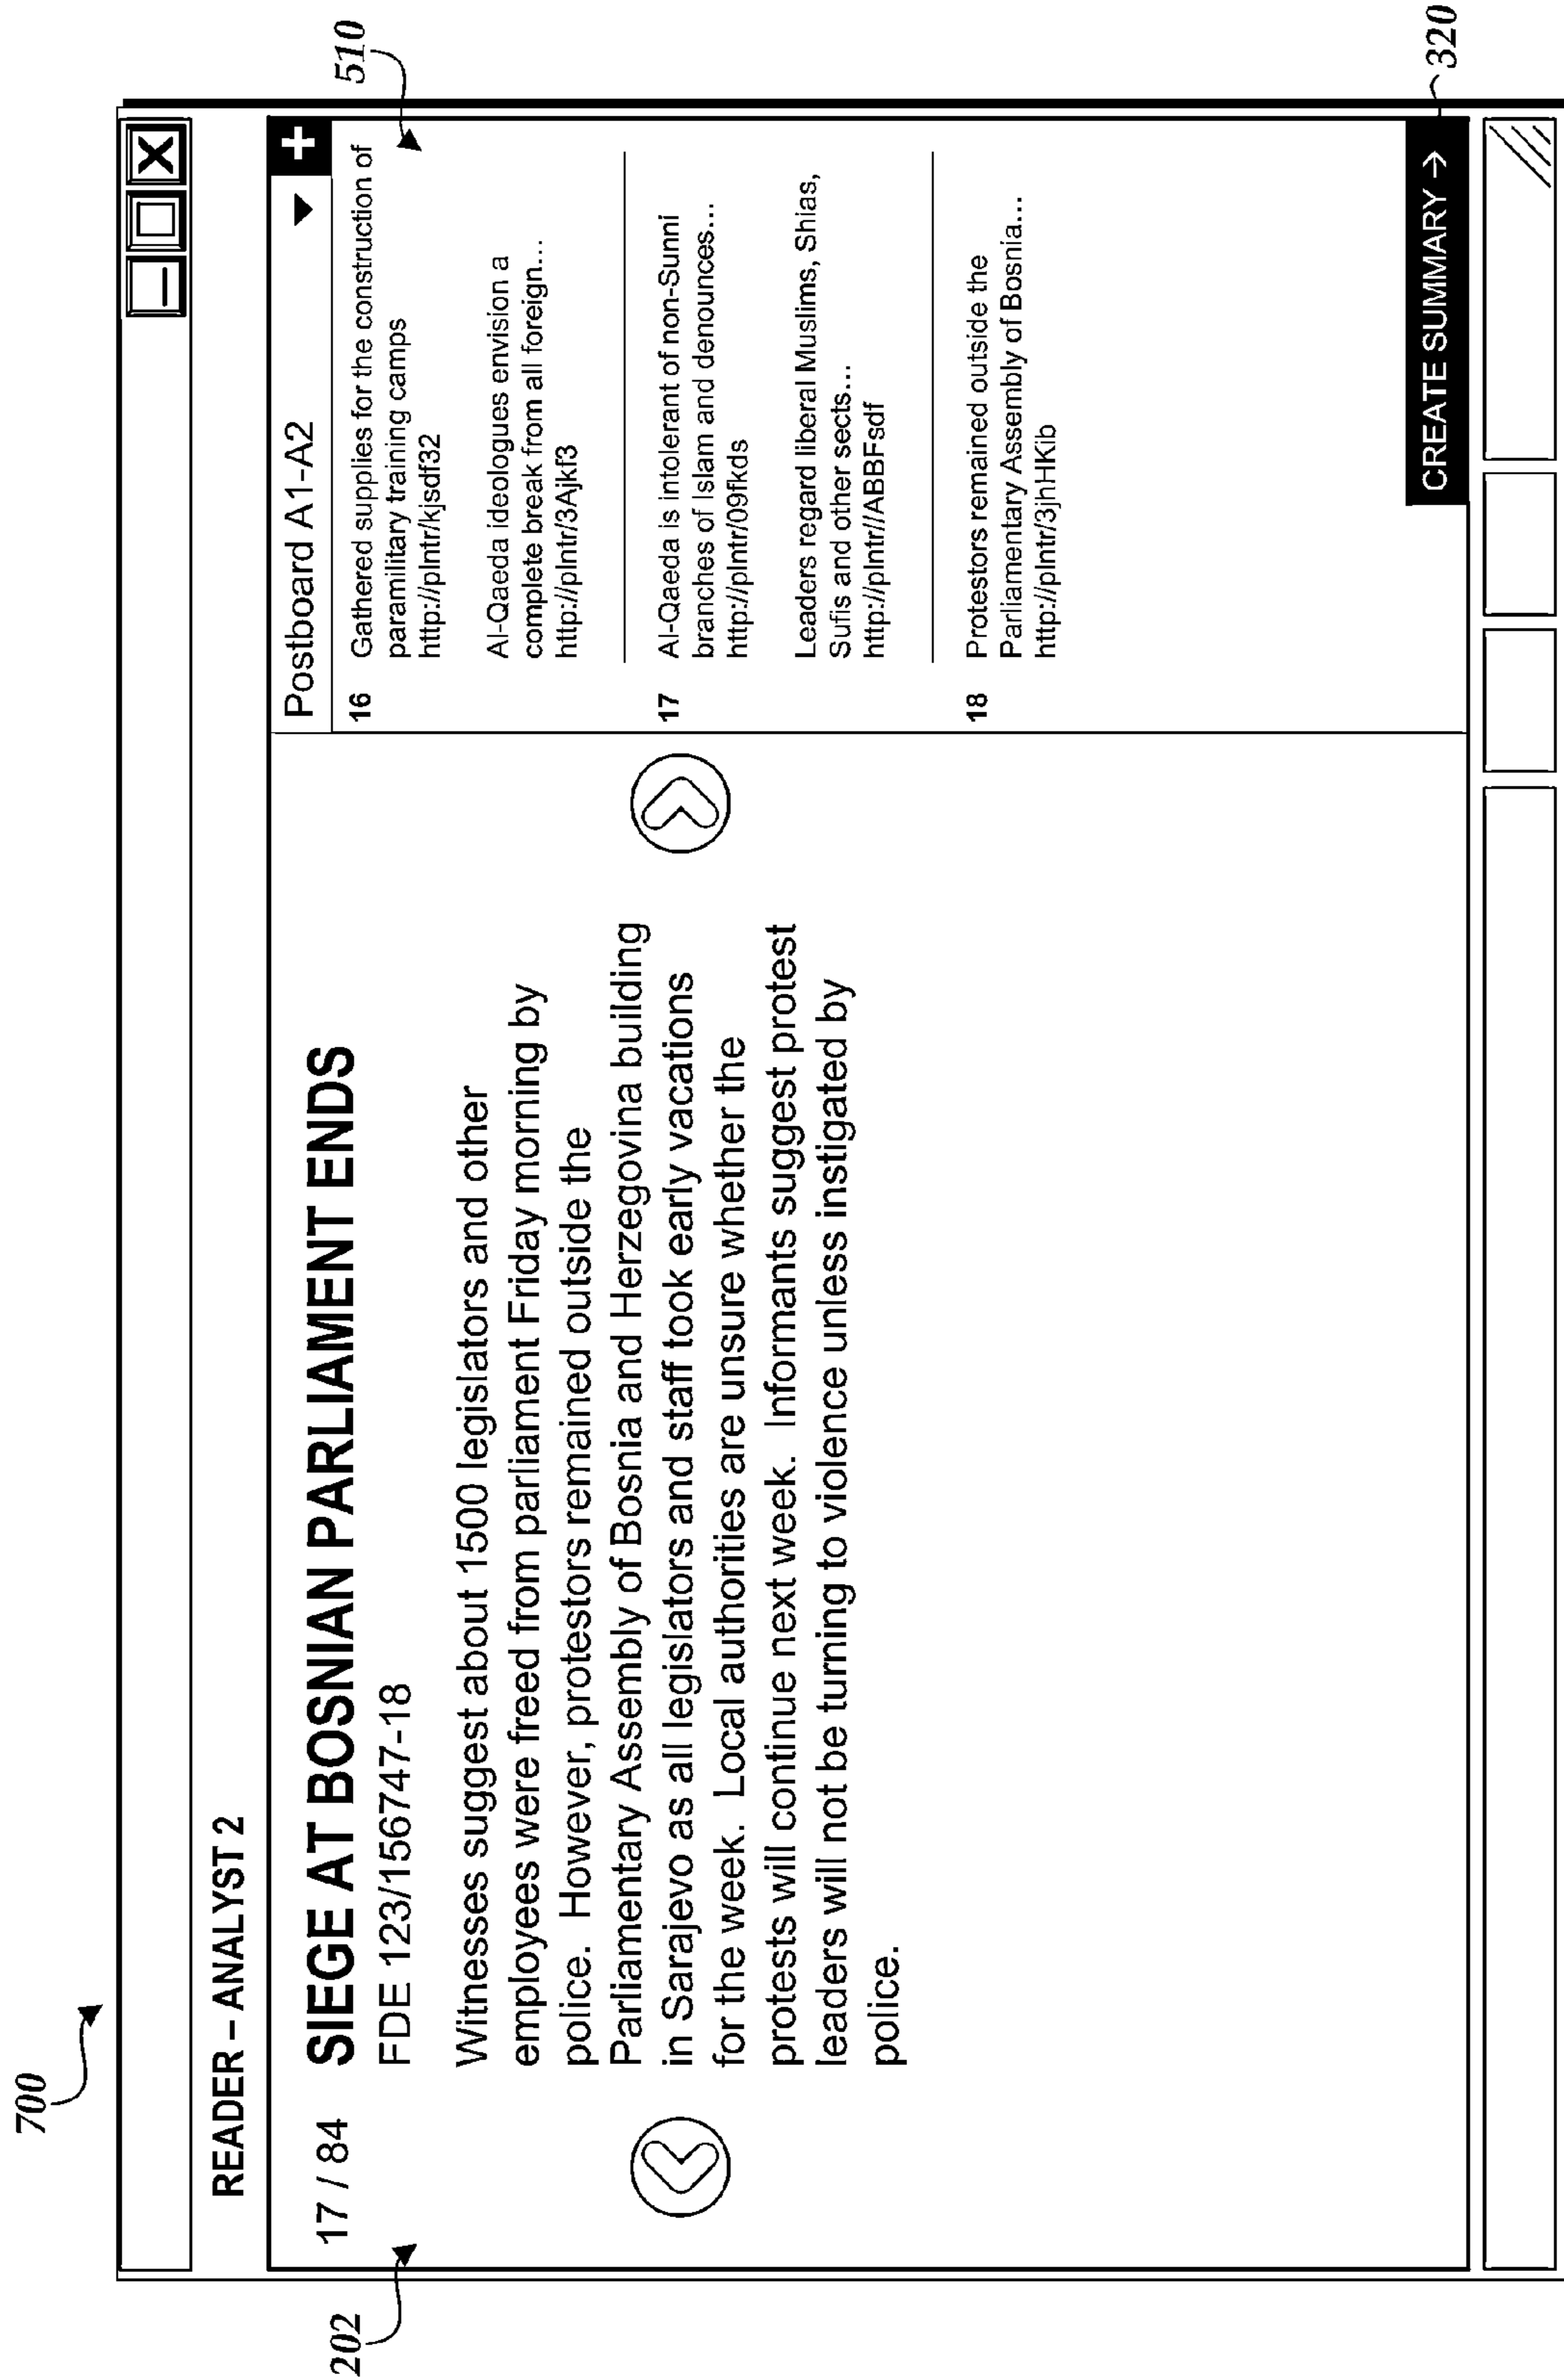 700
READER – ANALYST 2
202
17 / 84
SIEGE AT BOSNIAN PARLIAMENT ENDS
FDE 123/156747-18
Witnesses suggest about 1500 legislators and other
employees were freed from parliament Friday morning by
police.  However, protestors remained outside the
Parliamentary Assembly of Bosnia and Herzegovina building
in Sarajevo as all legislators and staff took early vacations
for the week.  Local authorities are unsure whether the
protests will continue next week.  Informants suggest protest
leaders will not be turning to violence unless instigated by
police.
Postboard A1-A2
+
510
16
Gathered supplies for the construction of
paramilitary training camps
http://plntr/kjsdf32
Al-Qaeda ideologues envision a
complete break from all foreign...
http://plntr/3Ajkf3
17
Al-Qaeda is intolerant of non-Sunni
branches of Islam and denounces...
http://plntr/09fkds
Leaders regard liberal Muslims, Shias,
Sufis and other sects...
http://plntr//ABBFsdf
18
Protestors remained outside the
Parliamentary Assembly of Bosnia...
http://plntr/3jhHKib
CREATE SUMMARY →
320